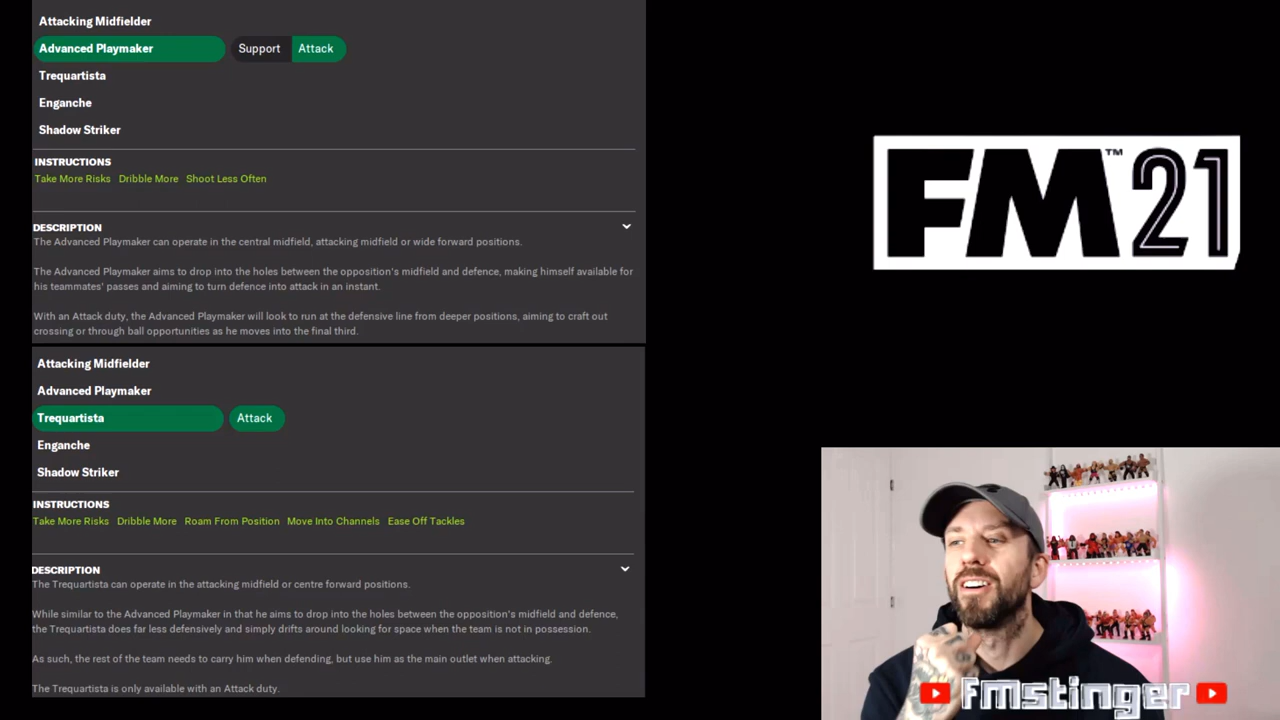 Attacking Midfielder
Advanced Playmaker Support Attack
Trequartista
Enganche
Shadow Striker
INSTRUCTIONS
Take More Risks Dribble More Shoot Less Often
DESCRIPTION
The Advanced Playmaker can operate in the central midfield, attacking midfield or wide forward positions.
The Advanced Playmaker aims to drop into the holes between the opposition's midfield and defence, making himself available for
his teammates' passes and aiming to turn defence into attack in an instant.
With an Attack duty, the Advanced Playmaker will look to run at the defensive line from deeper positions, aiming to craft out
crossing or through ball opportunities as he moves into the final third.
Attacking Midfielder
Advanced Playmaker
Trequartista Attack
Enganche
Shadow Striker
INSTRUCTIONS
Take More Risks Dribble More Roam From Position Move Into Channels Ease Off Tackles
DESCRIPTION
The Trequartista can operate in the attacking midfield or centre forward positions.
While similar to the Advanced Playmaker in that he aims to drop into the holes between the opposition's midfield and defence,
the Trequartista does far less defensively and simply drifts around looking for space when the team is not in possession.
As such, the rest of the team needs to carry him when defending, but use him as the main outlet when attacking.
The Trequartista is only available with an Attack duty.
FM™21
fmstinger